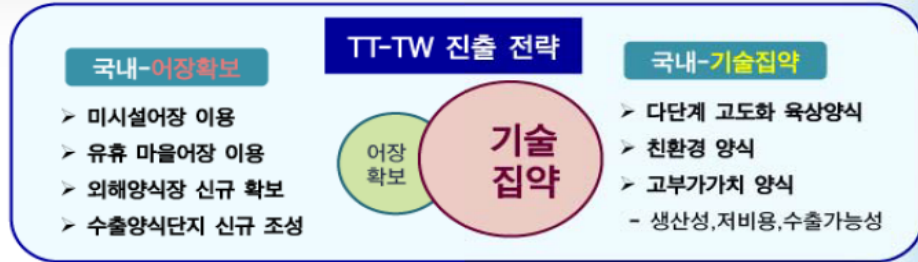 TT-TW 진출 전략
국내-어장확보
➢ 미시설어장 이용
➢ 유휴 마을어장 이용
➢ 외해양식장 신규 확보
➢ 수출양식단지 신규 조성
어장
확보
기술
집약
국내-기술집약
➢ 다단계 고도화 육상양식
➢ 친환경 양식
➢ 고부가가치 양식
- 생산성,저비용,수출가능성